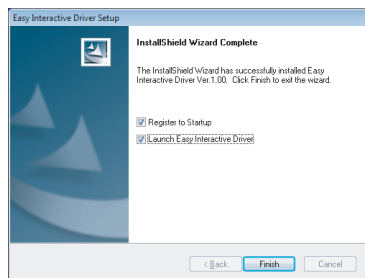 Easy Interactive Driver Setup
InstallShield Wizard Complete
The InstallShield Wizard has successfully installed Easy
Interactive Driver Ver.1.00. Click Finish to exit the wizard.
Register to Startup
Launch Easy Interactive Driver
< Back
Finish
Cancel